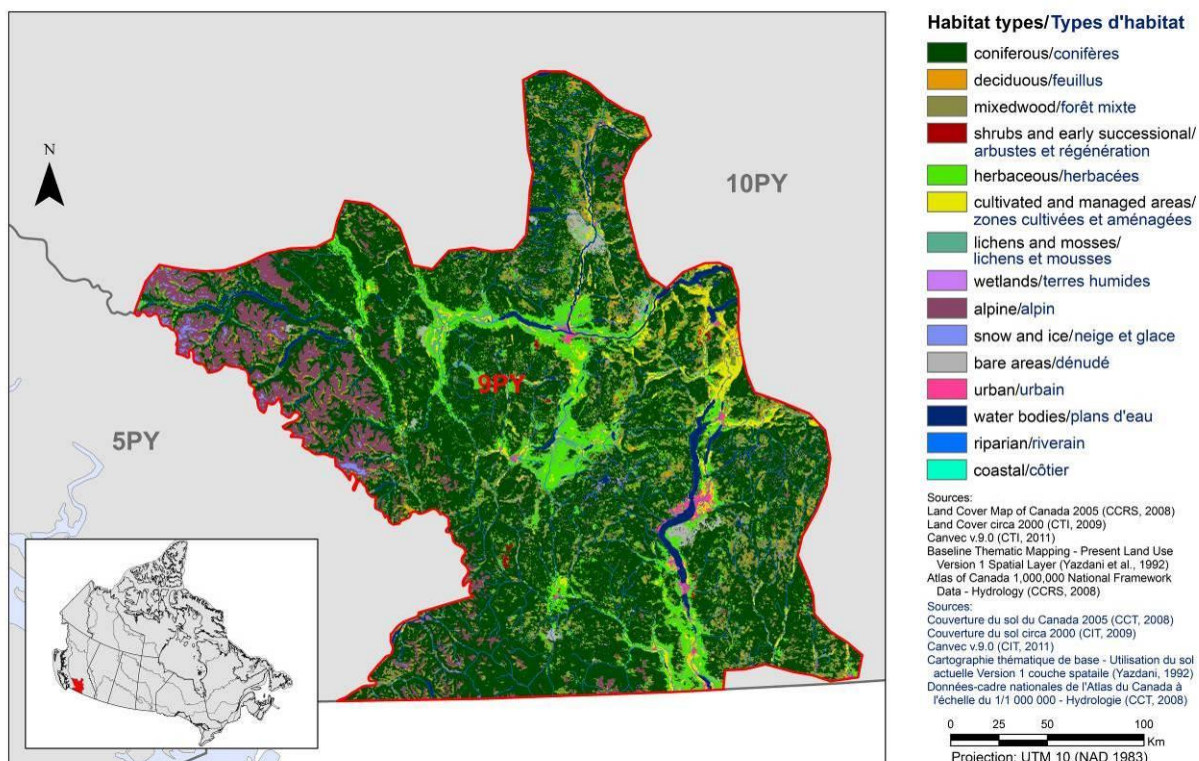 N
10PY
9PY
5PY
Habitat types/Types d'habitat
coniferous/conifères
deciduous/feuillus
mixedwood/forêt mixte
shrubs and early successional/
arbustes et régénération
herbaceous/herbacées
cultivated and managed areas/
zones cultivées et aménagées
lichens and mosses/
lichens et mousses
wetlands/terres humides
alpine/alpin
snow and ice/neige et glace
bare areas/dénudé
urban/urbain
water bodies/plans d'eau
riparian/riverain
coastal/côtier
Sources:
Land Cover Map of Canada 2005 (CCRS, 2008)
Land Cover circa 2000 (CTI, 2009)
Canvec v.9.0 (CTI, 2011)
Baseline Thematic Mapping - Present Land Use
Version 1 Spatial Layer (Yazdani et al., 1992)
Atlas of Canada 1,000,000 National Framework
Data - Hydrology (CCRS, 2008)
Sources:
Couverture du sol du Canada 2005 (CCT, 2008)
Couverture du sol circa 2000 (CIT, 2009)
Canvec v.9.0 (CIT, 2011)
Cartographie thématique de base - Utilisation du sol
actuelle Version 1 couche spataile (Yazdani, 1992)
Données-cadre nationales de l'Atlas du Canada à
l'échelle du 1/1 000 000 - Hydrologie (CCT, 2008)
0 25 50 100
Km
Projection: UTM 10 (NAD 1983)